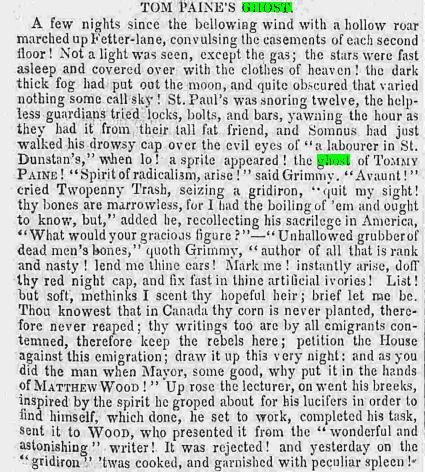 TOM PAINE'S GHOST.
A few nights since the bellowing wind with a hollow roar
marched up Fetter-lane, convulsing the casements of each second
floor! Not a light was seen, except the gas; the stars were fast
asleep and covered over with the clothes of heaven! the dark
thick fog had put out the moon, and quite obscured that varied
nothing some call sky! St. Paul's was snoring twelve, the help-
less guardians tried locks, bolts, and bars, yawning the hour as
they had it from their tall fat friend, and Somnus had just
walked his drowsy cap over the evil eyes of "a labourer in St.
Dunstan's," when lo! a sprite appeared! the ghost of TOMMY
PAINE! "Spirit of radicalism, arise!" said Grimmy. "Avaunt!"
cried Twopenny Trash, seizing a gridiron, "quit my sight!
thy bones are marrowless, for I had the boiling of 'em and ought
to know, but," added he, recollecting his sacrilege in America,
"What would your gracious figure?"—"Unhallowed grubber of
dead men's bones," quoth Grimmy, "author of all that is rank
and nasty! lend me thine ears! Mark me! instantly arise, doff
thy red night cap, and fix fast in thine artificial ivories! List!
but soft, methinks I scent thy hopeful heir; brief let me be.
Thou knowest that in Canada thy corn is never planted, there-
fore never reaped; thy writings too are by all emigrants con-
temned, therefore keep the rebels here; petition the House
against this emigration; draw it up this very night: and as you
did the man when Mayor, some good, why put it in the hands
of MATTHEW WOOD!" Up rose the lecturer, on went his breeks,
inspired by the spirit he groped about for his lucifers in order to
find himself, which done, he set to work, completed his task,
sent it to WOOD, who presented it from the "wonderful and
astonishing" writer! It was rejected! and yesterday on the
"gridiron" 'twas cooked, and garnished with peculiar spleen!